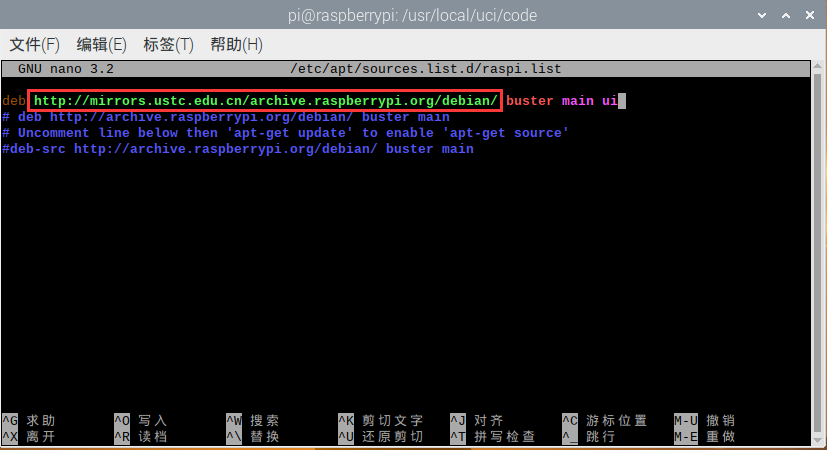 pi@raspberrypi: /usr/local/uci/code
文件(F) 编辑(E) 标签(T) 帮助(H)
GNU nano 3.2 /etc/apt/sources.list.d/raspi.list
deb http://mirrors.ustc.edu.cn/archive.raspberrypi.org/debian/ buster main ui
# deb http://archive.raspberrypi.org/debian/ buster main
# Uncomment line below then 'apt-get update' to enable 'apt-get source'
#deb-src http://archive.raspberrypi.org/debian/ buster main
^G 求助 ^O 写入 ^W 搜索 ^K 剪切文字 ^J 对齐 ^C 游标位置 M-U 撤销
^X 离开 ^R 读档 ^\ 替换 ^U 还原剪切 ^T 拼写检查 ^_ 跳行 M-E 重做